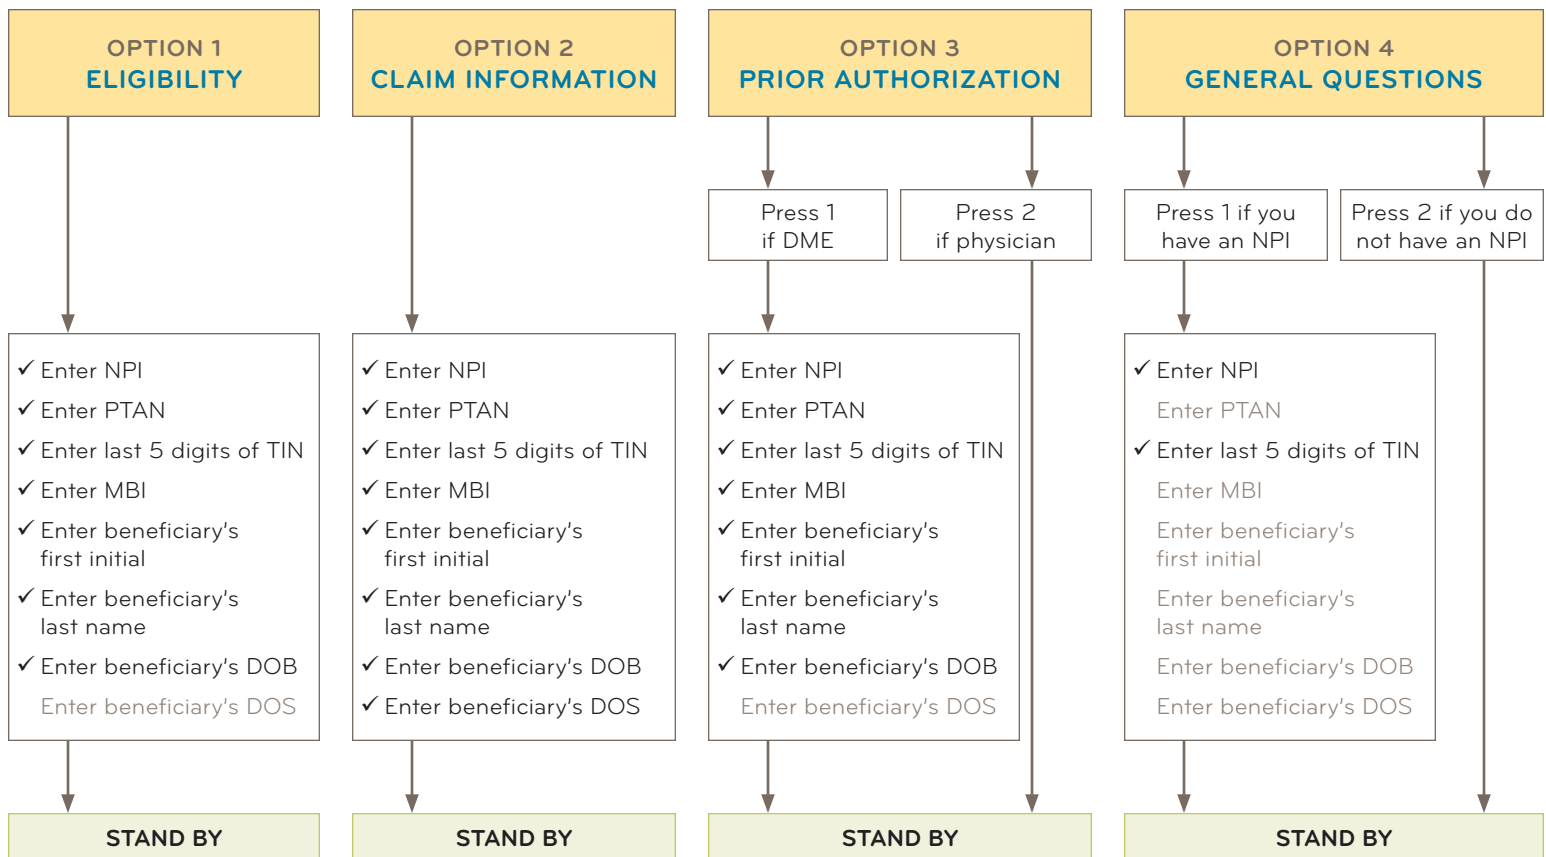 OPTION 1
ELIGIBILITY
✓ Enter NPI
✓ Enter PTAN
✓ Enter last 5 digits of TIN
✓ Enter MBI
✓ Enter beneficiary's
first initial
✓ Enter beneficiary's
last name
✓ Enter beneficiary's DOB
Enter beneficiary's DOS
STAND BY
OPTION 2
CLAIM INFORMATION
✓ Enter NPI
✓ Enter PTAN
✓ Enter last 5 digits of TIN
✓ Enter MBI
✓ Enter beneficiary's
first initial
✓ Enter beneficiary's
last name
✓ Enter beneficiary's DOB
✓ Enter beneficiary's DOS
STAND BY
OPTION 3
PRIOR AUTHORIZATION
Press 1
if DME
Press 2
if physician
✓ Enter NPI
✓ Enter PTAN
✓ Enter last 5 digits of TIN
✓ Enter MBI
✓ Enter beneficiary's
first initial
✓ Enter beneficiary's
last name
✓ Enter beneficiary's DOB
Enter beneficiary's DOS
STAND BY
OPTION 4
GENERAL QUESTIONS
Press 1 if you
have an NPI
Press 2 if you do
not have an NPI
✓ Enter NPI
Enter PTAN
✓ Enter last 5 digits of TIN
Enter MBI
Enter beneficiary's
first initial
Enter beneficiary's
last name
Enter beneficiary's DOB
Enter beneficiary's DOS
STAND BY